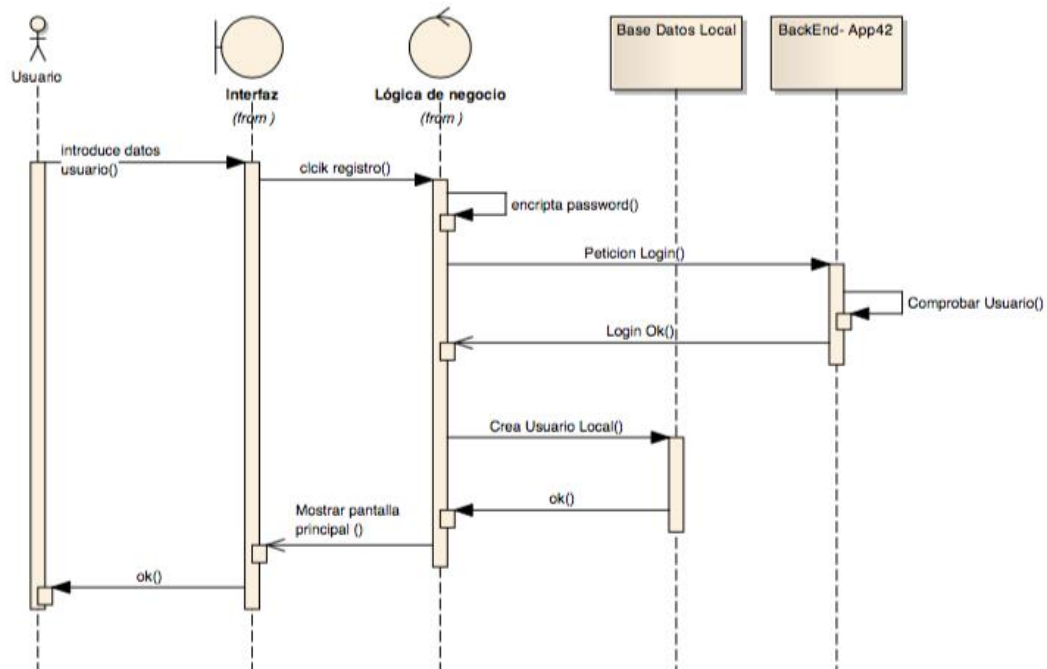 Base Datos Local
BackEnd- App42
Usuario
Interfaz
(from )
Lógica de negocio
(from )
introduce datos
usuario()
clcik registro()
encripta password()
Peticion Login()
Comprobar Usuario()
Login Ok()
Crea Usuario Local()
ok()
Mostrar pantalla
principal ()
ok()